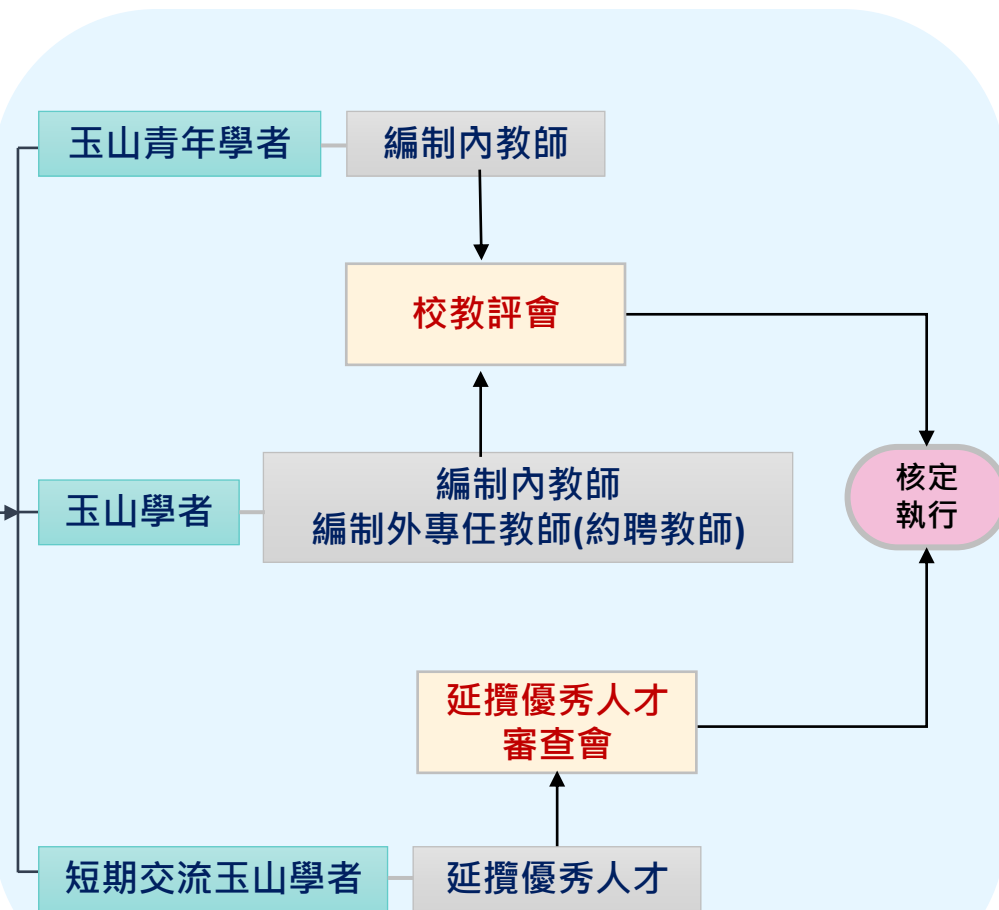 玉山青年學者
編制內教師
校教評會
玉山學者
編制內教師
編制外專任教師(約聘教師)
核定
執行
延攬優秀人才
審查會
短期交流玉山學者
延攬優秀人才